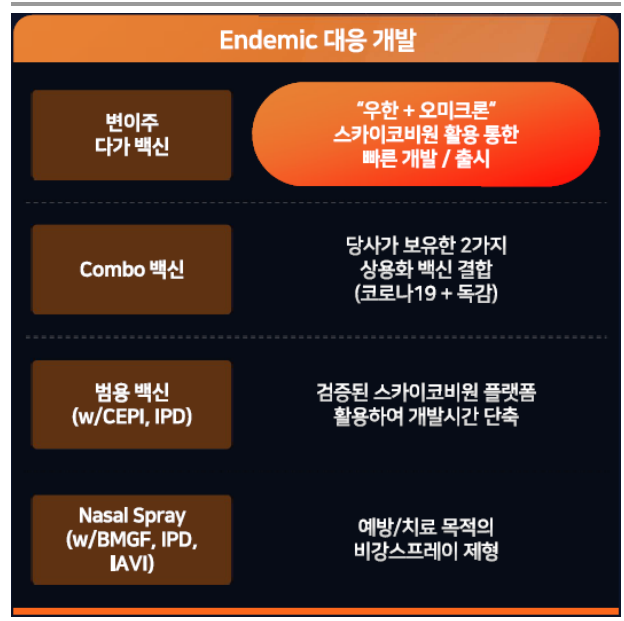 Endemic 대응 개발
변이주
다가 백신
“우한 + 오미크론”
스카이코비원 활용 통한
빠른 개발 / 출시
Combo 백신
당사가 보유한 2가지
상용화 백신 결합
(코로나19 + 독감)
범용 백신
(w/CEPI, IPD)
검증된 스카이코비원 플랫폼
활용하여 개발시간 단축
Nasal Spray
(w/BMGF, IPD,
IAVI)
예방/치료 목적의
비강스프레이 제형